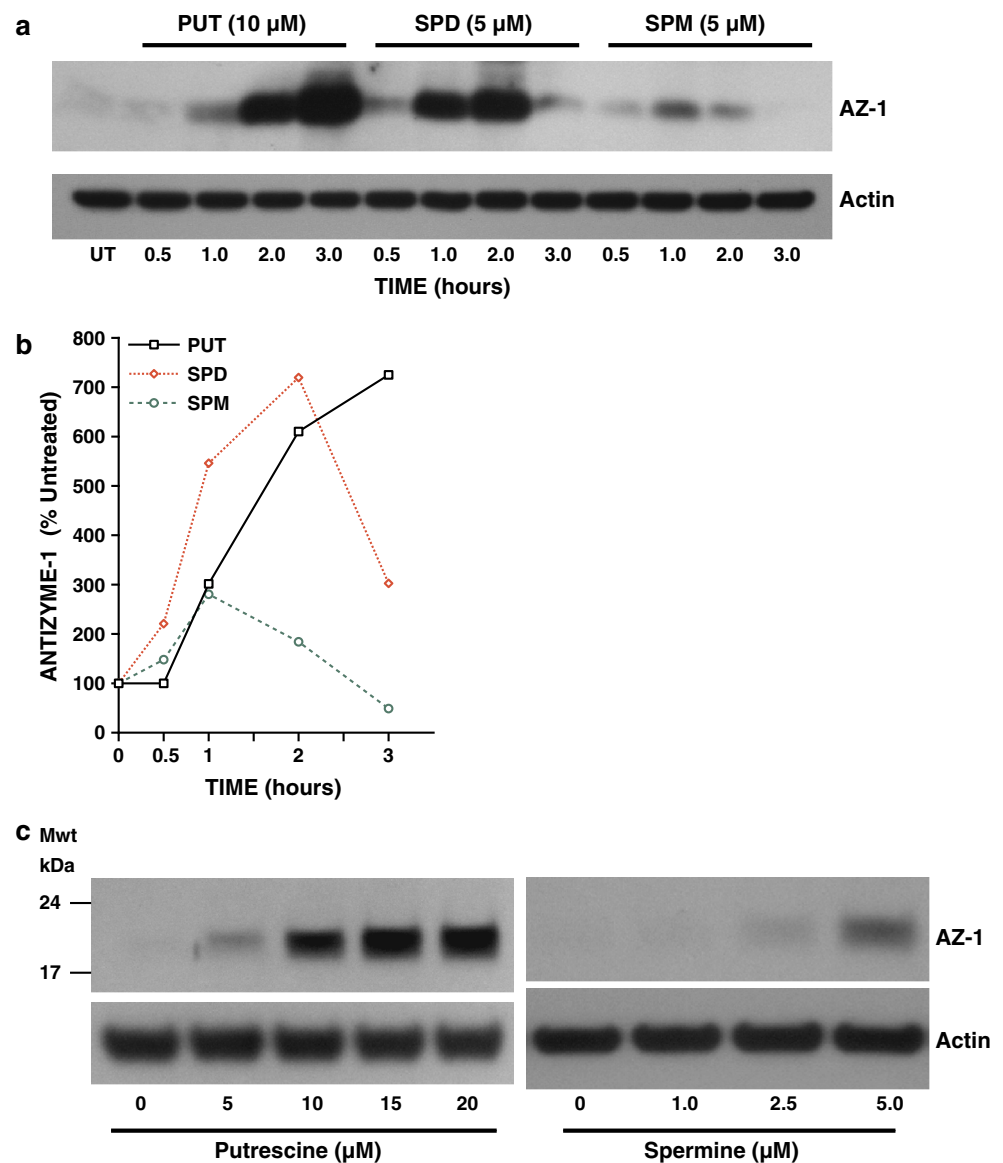 a
PUT (10 µM) SPD (5 µM) SPM (5 µM)
AZ-1
Actin
UT 0.5 1.0 2.0 3.0 0.5 1.0 2.0 3.0 0.5 1.0 2.0 3.0
TIME (hours)
b
PUT
SPD
SPM
ANTIZYME-1 (% Untreated)
800
700
600
500
400
300
200
100
0
0 0.5 1 2 3
TIME (hours)
c
Mwt
kDa
24
17
AZ-1
Actin
0 5 10 15 20 0 1.0 2.5 5.0
Putrescine (µM) Spermine (µM)